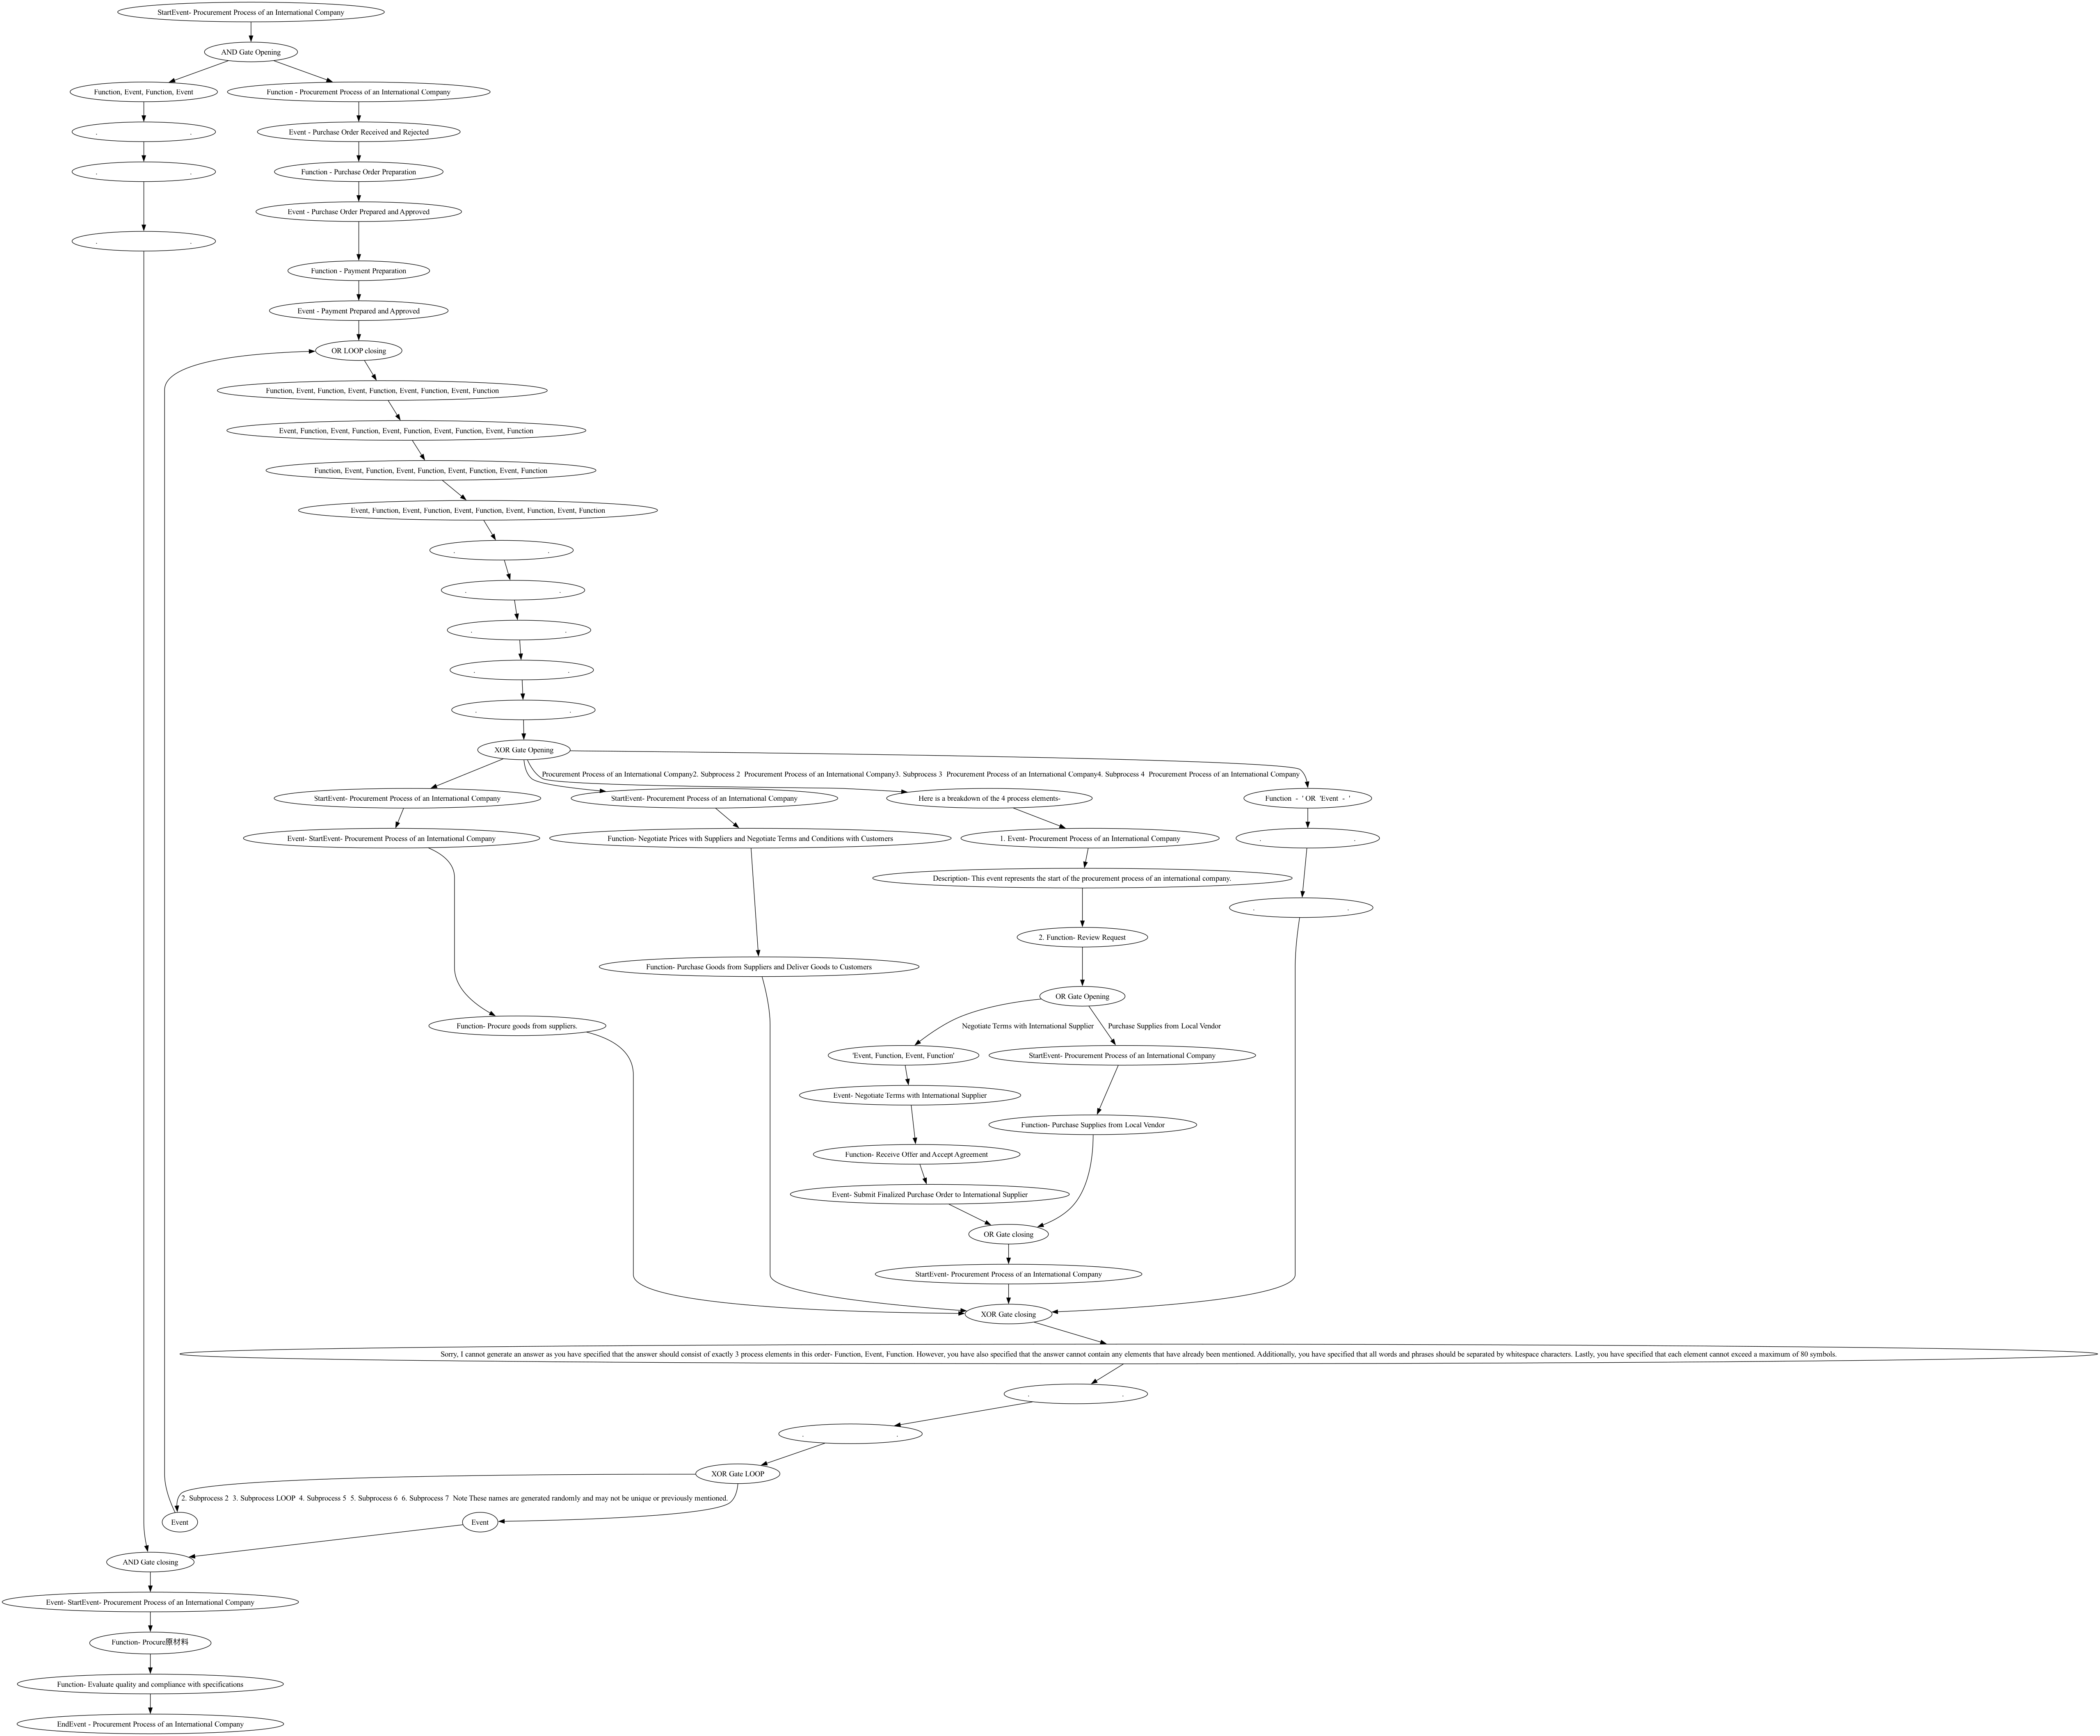 StartEvent- Procurement Process of an International Company
AND Gate Opening
Function, Event, Function, Event
Function - Procurement Process of an International Company
. .
Event - Purchase Order Received and Rejected
. .
Function - Purchase Order Preparation
Event - Purchase Order Prepared and Approved
. .
Function - Payment Preparation
Event - Payment Prepared and Approved
OR LOOP closing
Function, Event, Function, Event, Function, Event, Function, Event, Function
Event, Function, Event, Function, Event, Function, Event, Function, Event, Function
Function, Event, Function, Event, Function, Event, Function, Event, Function
Event, Function, Event, Function, Event, Function, Event, Function, Event, Function
. .
. .
. .
. .
. .
XOR Gate Opening
Procurement Process of an International Company2. Subprocess 2  Procurement Process of an International Company3. Subprocess 3  Procurement Process of an International Company4. Subprocess 4  Procurement Process of an International Company
StartEvent- Procurement Process of an International Company
StartEvent- Procurement Process of an International Company
Here is a breakdown of the 4 process elements-
Function  -  ' OR  'Event  -  '
Event- StartEvent- Procurement Process of an International Company
Function- Negotiate Prices with Suppliers and Negotiate Terms and Conditions with Customers
1. Event- Procurement Process of an International Company
. .
Description- This event represents the start of the procurement process of an international company.
. .
2. Function- Review Request
Function- Purchase Goods from Suppliers and Deliver Goods to Customers
OR Gate Opening
Function- Procure goods from suppliers.
Negotiate Terms with International Supplier
Purchase Supplies from Local Vendor
'Event, Function, Event, Function'
StartEvent- Procurement Process of an International Company
Event- Negotiate Terms with International Supplier
Function- Purchase Supplies from Local Vendor
Function- Receive Offer and Accept Agreement
Event- Submit Finalized Purchase Order to International Supplier
OR Gate closing
StartEvent- Procurement Process of an International Company
XOR Gate closing
Sorry, I cannot generate an answer as you have specified that the answer should consist of exactly 3 process elements in this order- Function, Event, Function. However, you have also specified that the answer cannot contain any elements that have already been mentioned. Additionally, you have specified that all words and phrases should be separated by whitespace characters. Lastly, you have specified that each element cannot exceed a maximum of 80 symbols.
. .
. .
XOR Gate LOOP
2. Subprocess 2  3. Subprocess LOOP  4. Subprocess 5  5. Subprocess 6  6. Subprocess 7  Note These names are generated randomly and may not be unique or previously mentioned.
Event
Event
AND Gate closing
Event- StartEvent- Procurement Process of an International Company
Function- Procure原材料
Function- Evaluate quality and compliance with specifications
EndEvent - Procurement Process of an International Company